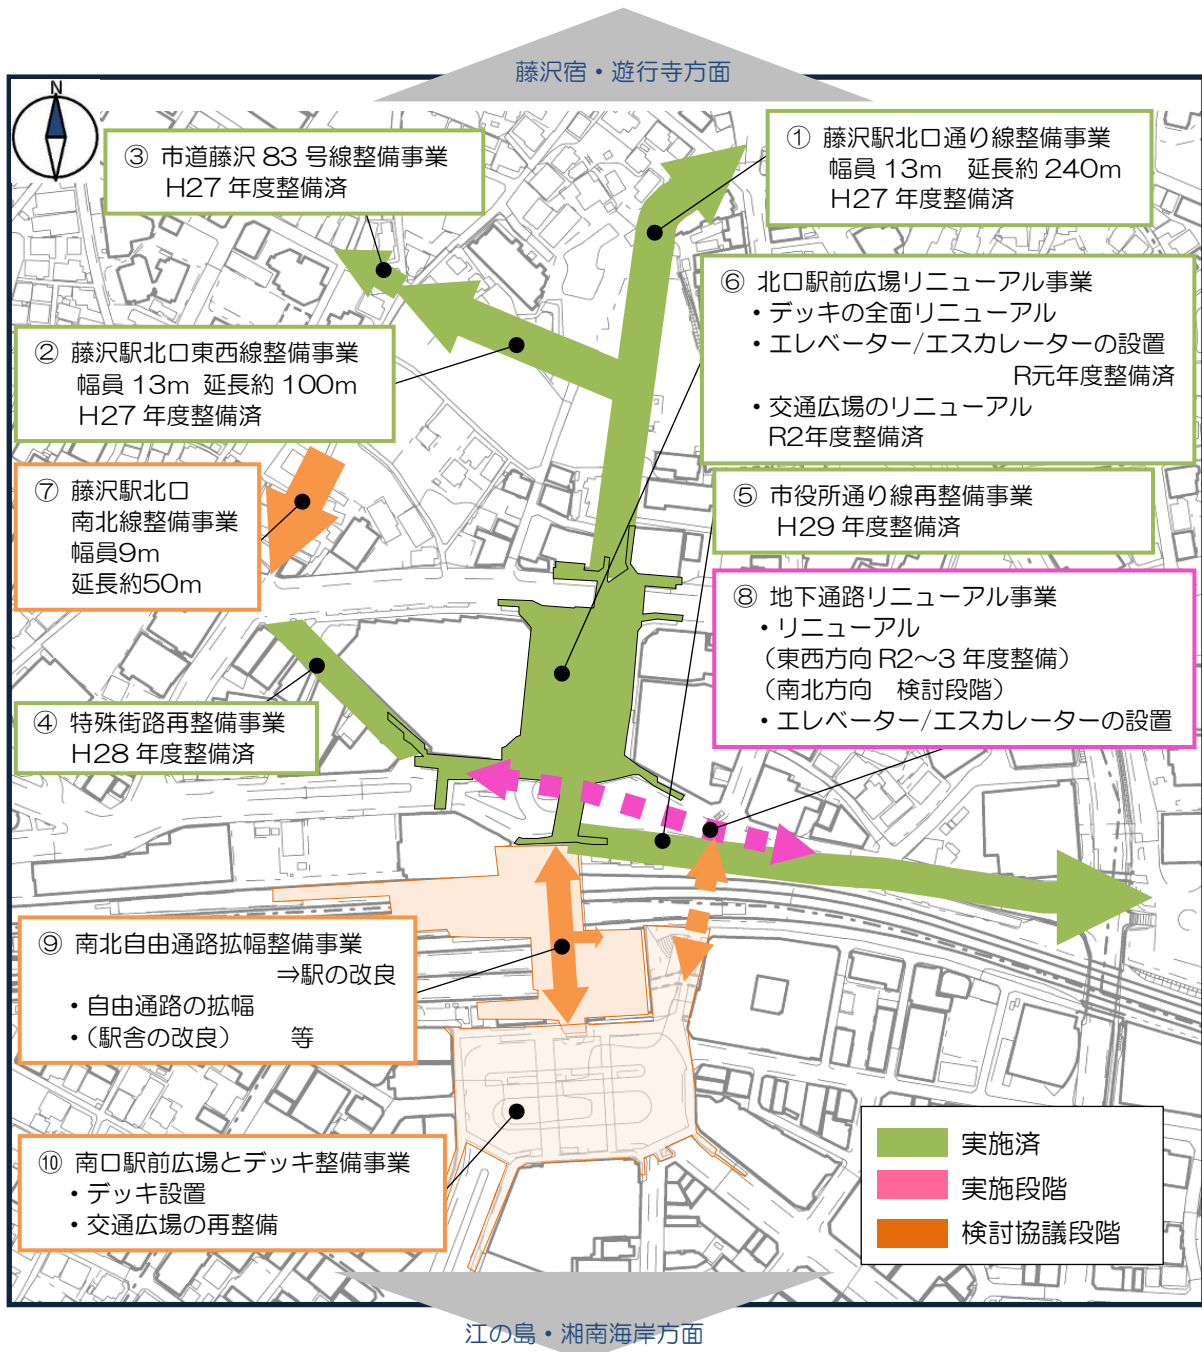 藤沢宿・遊行寺方面
N
① 藤沢駅北口通り線整備事業
幅員 13m　延長約 240m
H27 年度整備済
③ 市道藤沢 83 号線整備事業
H27 年度整備済
⑥ 北口駅前広場リニューアル事業
・デッキの全面リニューアル
・エレベーター/エスカレーターの設置
R元年度整備済
・交通広場のリニューアル
R2年度整備済
② 藤沢駅北口東西線整備事業
幅員 13m 延長約 100m
H27 年度整備済
⑦ 藤沢駅北口
南北線整備事業
幅員9m
延長約50m
⑤ 市役所通り線再整備事業
H29 年度整備済
⑧ 地下通路リニューアル事業
・リニューアル
（東西方向 R2～3 年度整備）
（南北方向　検討段階）
・エレベーター/エスカレーターの設置
④ 特殊街路再整備事業
H28 年度整備済
⑨ 南北自由通路拡幅整備事業
⇒駅の改良
・自由通路の拡幅
・（駅舎の改良）　　等
⑩ 南口駅前広場とデッキ整備事業
・デッキ設置
・交通広場の再整備
実施済
実施段階
検討協議段階
江の島・湘南海岸方面